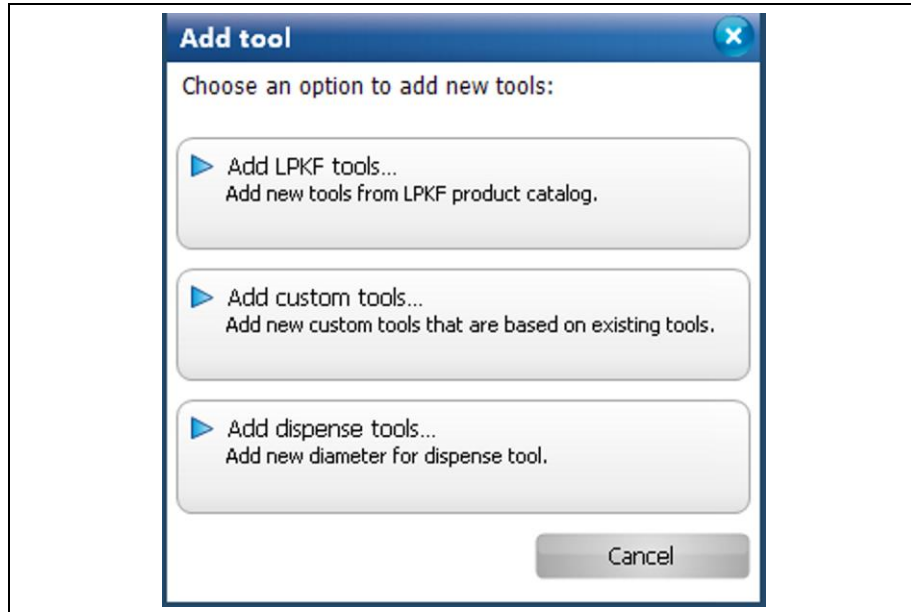 Add tool
Choose an option to add new tools:
Add LPKF tools...
Add new tools from LPKF product catalog.
Add custom tools...
Add new custom tools that are based on existing tools.
Add dispense tools...
Add new diameter for dispense tool.
Cancel